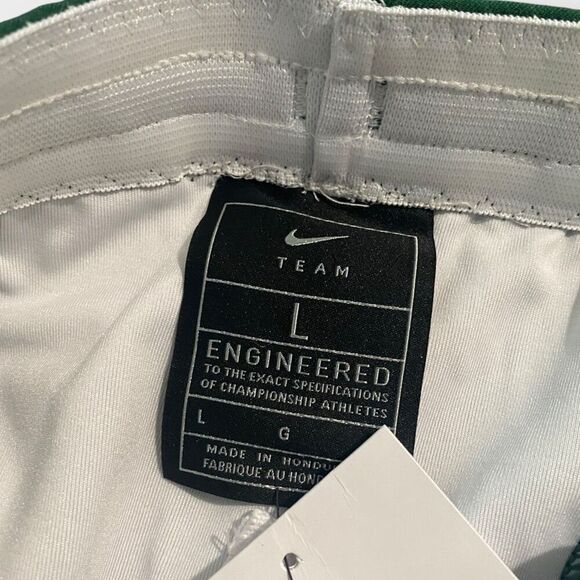 TEAM
L
ENGINEERED
TO THE EXACT SPECIFICATIONS
OF CHAMPIONSHIP ATHLETES
L G
MADE IN
FABRIQUE AU